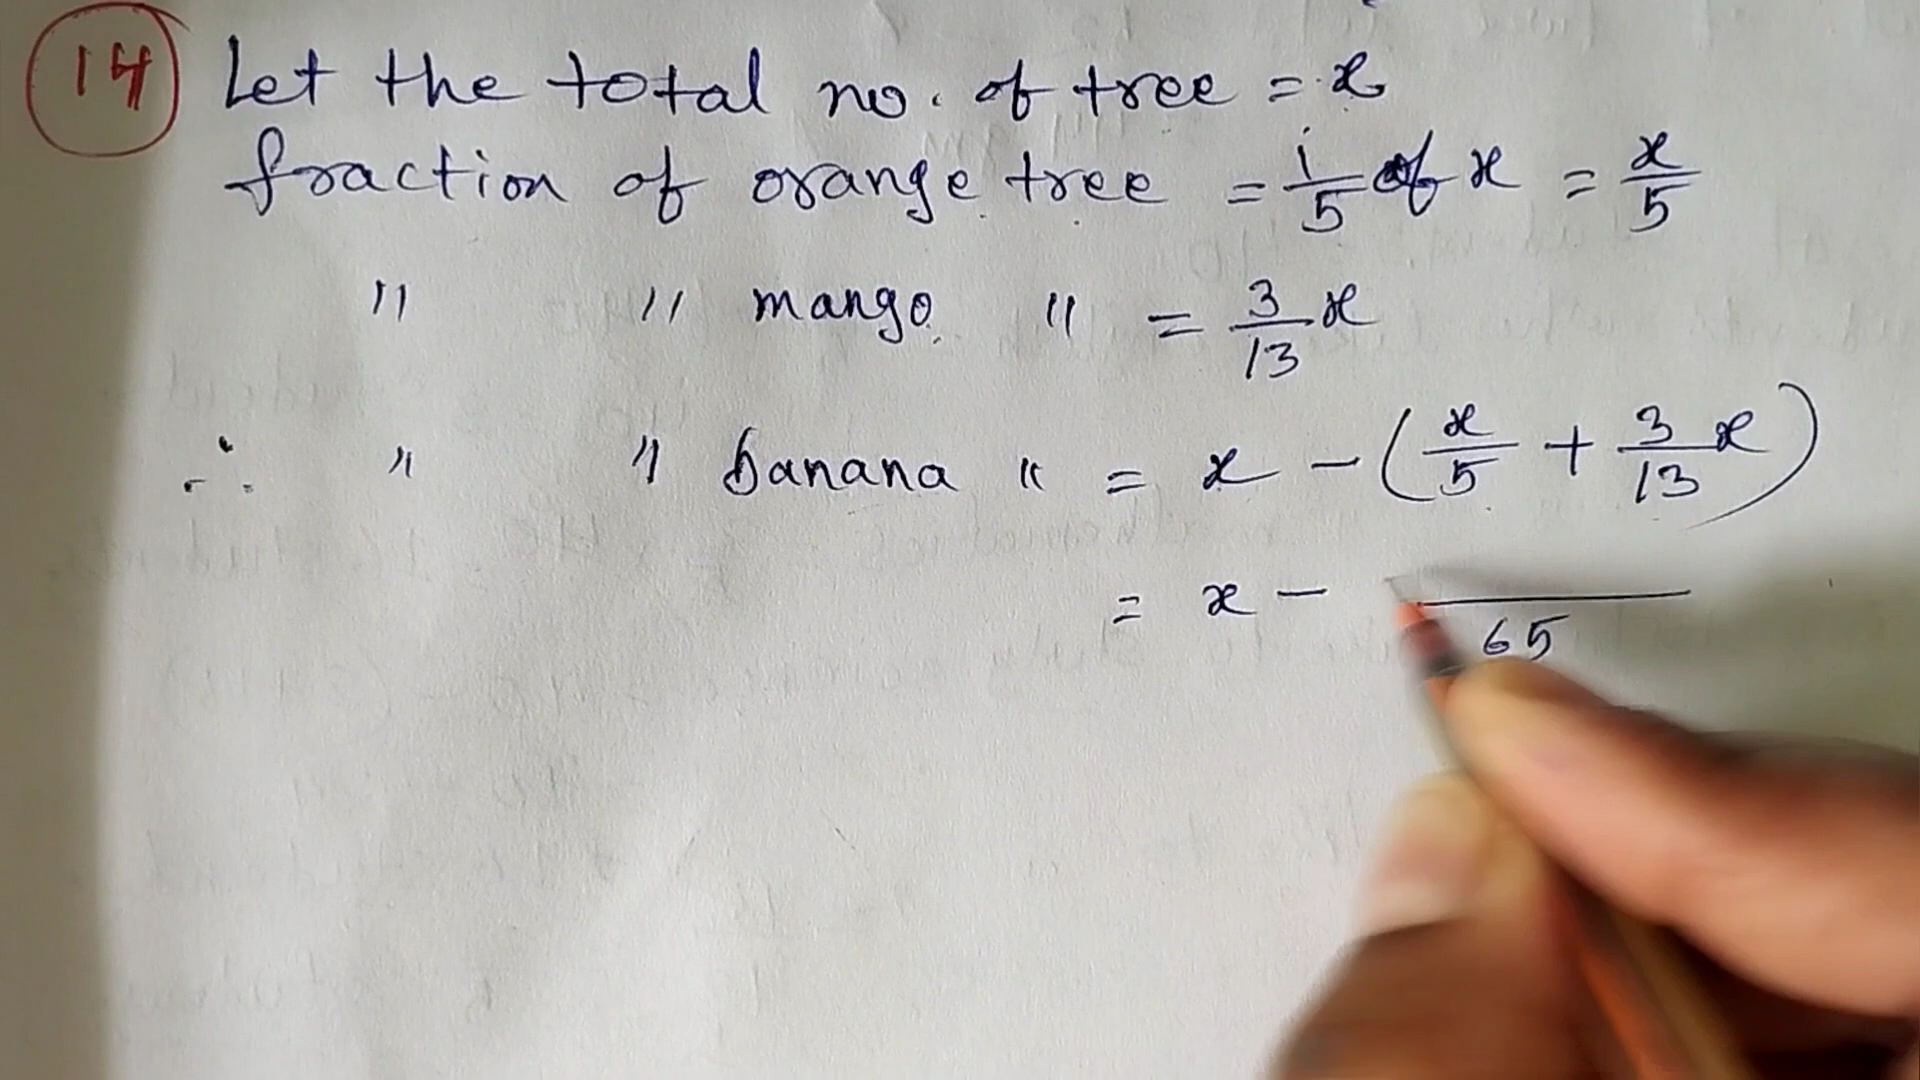 14 Let the total no. of tree = x
fraction of orange tree = 1/5 of x = x/5
" " mango " = 3/13 x
∴ " " banana " = x - (x/5 + 3/13 x)
= x - /65